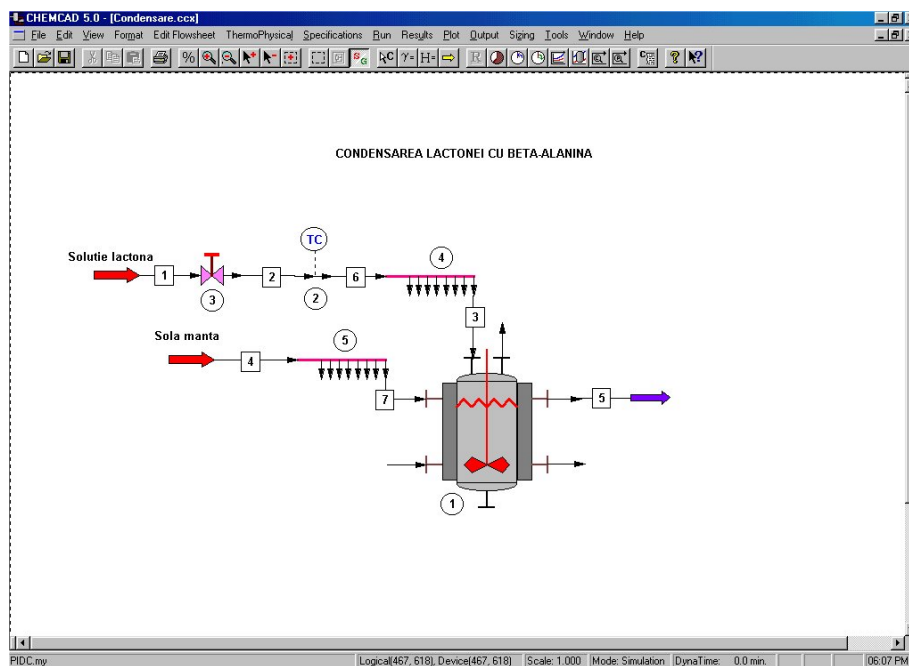 CHEMCAD 5.0 - [Condensare.ccx]
File Edit View Format Edit Flowsheet ThermoPhysical Specifications Run Results Plot Output Sizing Tools Window Help
% S G C γ= H= R ? ?
CONDENSAREA LACTONEI CU BETA-ALANINA
TC
4
Solutie lactona
1 2 6
3 2
3
Sola manta
5
4
7 5
1
PIDC.my Logical(467, 618), Device(467, 618) Scale: 1.000 Mode: Simulation DynaTime: 0.0 min. 06:07 PM